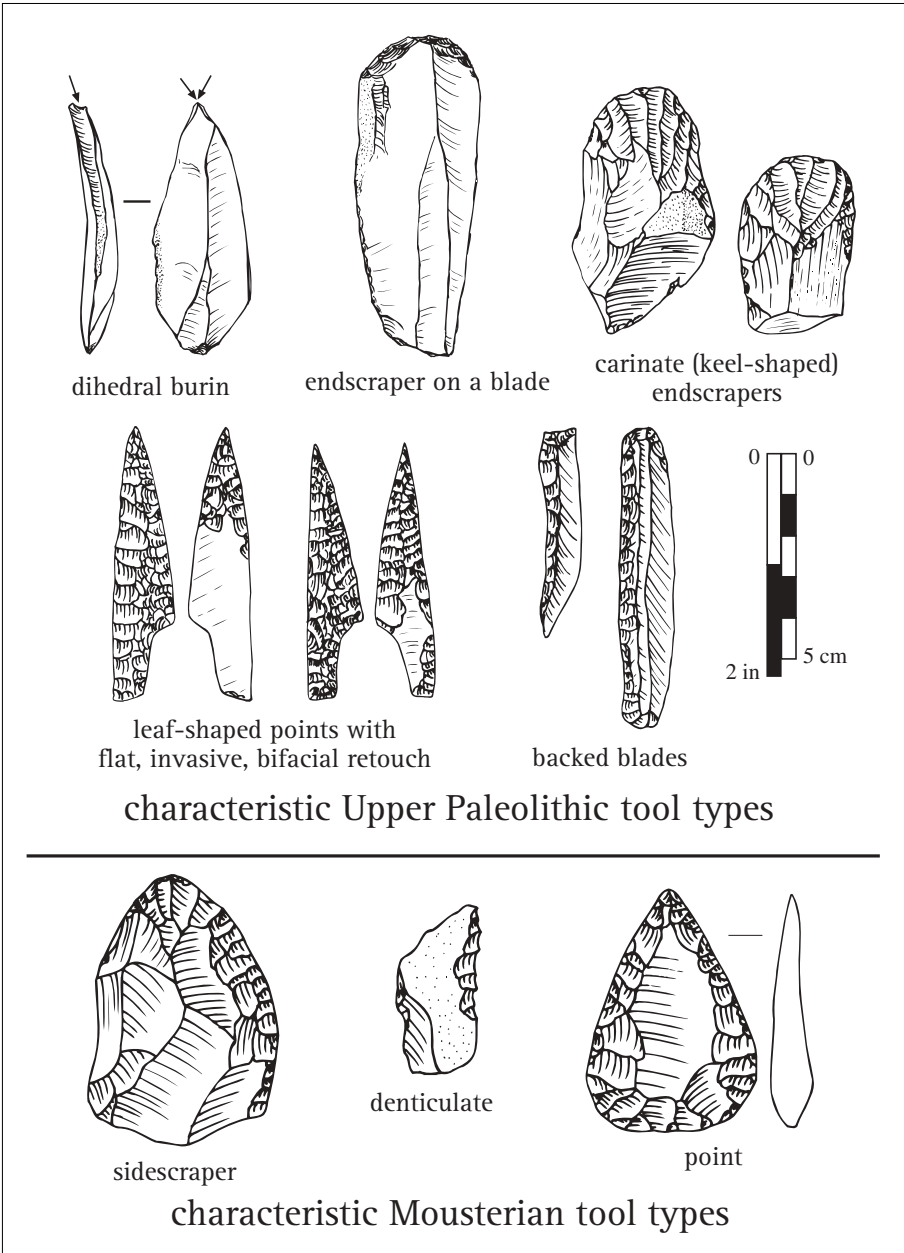 dihedral burin
endscraper on a blade
carinate (keel-shaped)
endscrapers
leaf-shaped points with
flat, invasive, bifacial retouch
backed blades
0 0
5 cm
2 in
characteristic Upper Paleolithic tool types
sidescraper
denticulate
point
characteristic Mousterian tool types